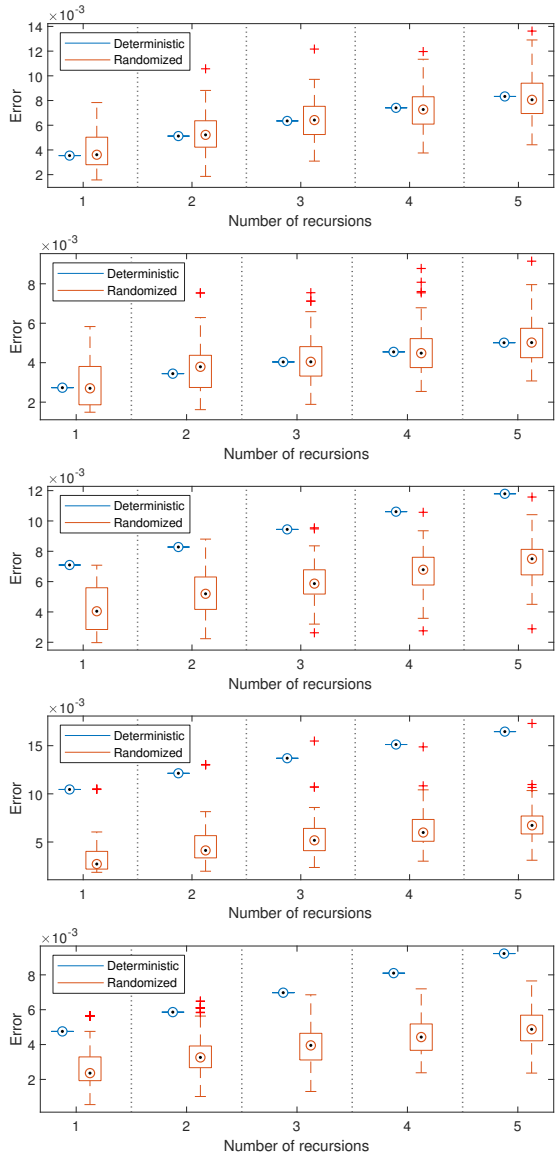 ×10⁻³
14
12
10
8
6
4
2
Error
Deterministic
Randomized
1 2 3 4 5
Number of recursions
×10⁻³
8
6
4
2
Error
Deterministic
Randomized
1 2 3 4 5
Number of recursions
×10⁻³
12
10
8
6
4
2
Error
Deterministic
Randomized
1 2 3 4 5
Number of recursions
×10⁻³
15
10
5
Error
Deterministic
Randomized
1 2 3 4 5
Number of recursions
×10⁻³
8
6
4
2
Error
Deterministic
Randomized
1 2 3 4 5
Number of recursions